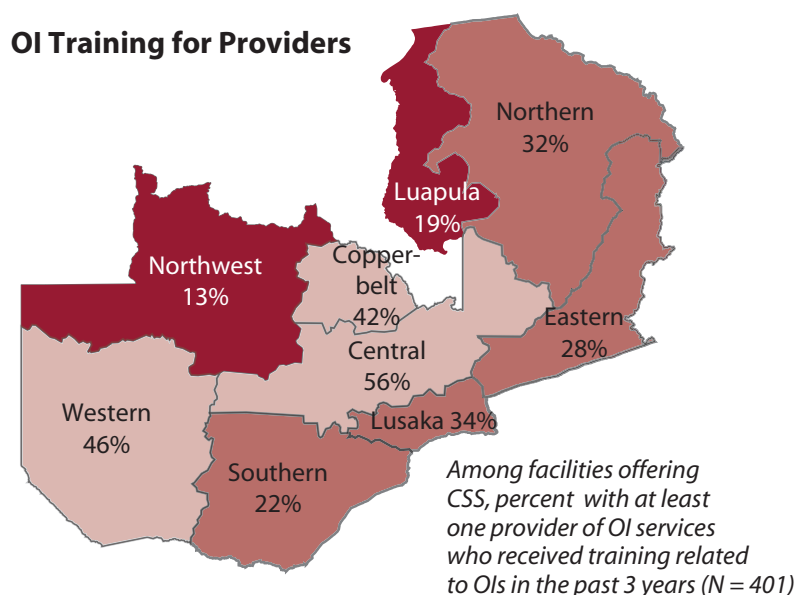 OI Training for Providers
Northern
32%
Luapula
19%
Northwest
13%
Copper-
belt
42%
Eastern
28%
Central
56%
Western
46%
Lusaka 34%
Southern
22%
Among facilities offering
CSS, percent with at least
one provider of OI services
who received training related
to OIs in the past 3 years (N = 401)